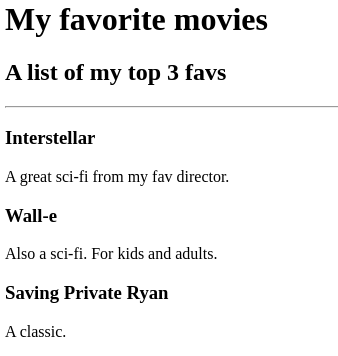 My favorite movies
A list of my top 3 favs
Interstellar
A great sci-fi from my fav director.
Wall-e
Also a sci-fi. For kids and adults.
Saving Private Ryan
A classic.